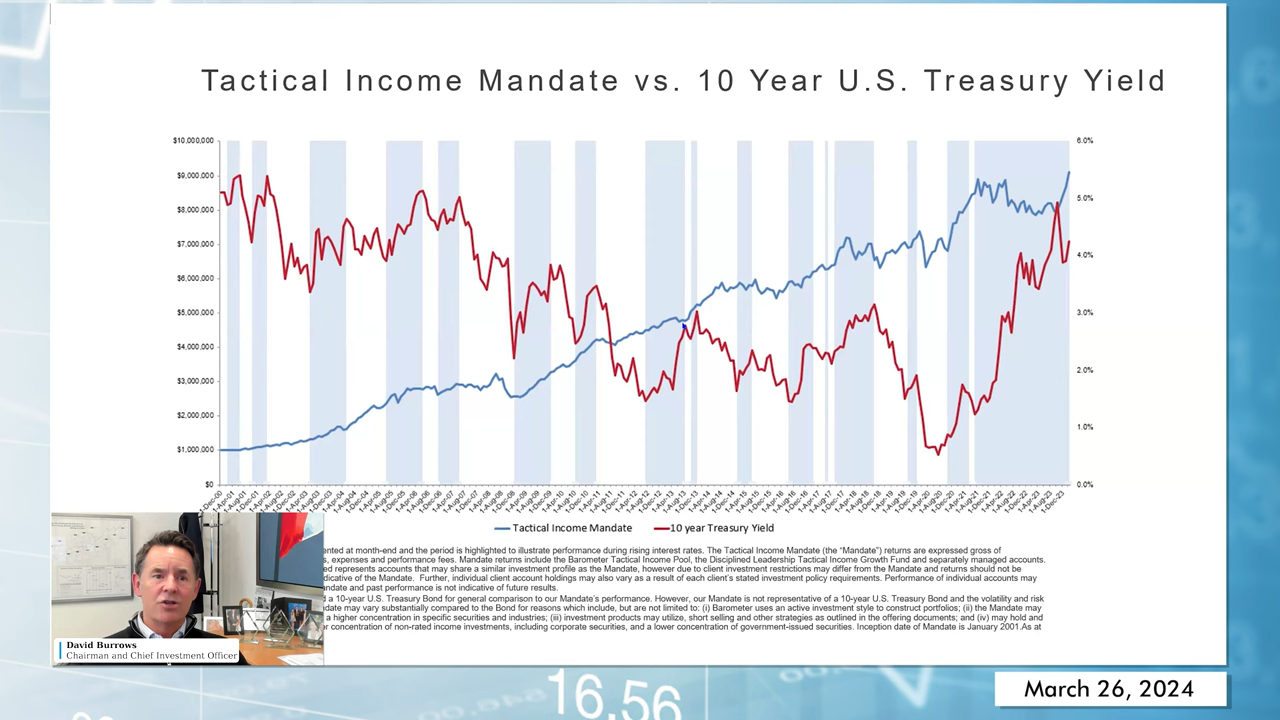 Tactical Income Mandate vs. 10 Year U.S. Treasury Yield
$10,000,000
$9,000,000
$8,000,000
$7,000,000
$6,000,000
$5,000,000
$4,000,000
$3,000,000
$2,000,000
$1,000,000
$0
6.0%
5.0%
4.0%
3.0%
2.0%
1.0%
0.0%
Tactical Income Mandate
10 year Treasury Yield
ented at month-end and the period is highlighted to illustrate performance during rising interest rates. The Tactical Income Mandate (the "Mandate") returns are expressed gross of
s, expenses and performance fees. Mandate returns include the Barometer Tactical Income Pool, the Disciplined Leadership Tactical Income Growth Fund and separately managed accounts.
ed represents accounts that may share a similar investment profile as the Mandate, however due to client investment restrictions may differ from the Mandate and returns should not be
dicative of the Mandate. Further, individual client account holdings may also vary as a result of each client's stated investment policy requirements. Performance of individual accounts may
ndate and past performance is not indicative of future results.
d a 10-year U.S. Treasury Bond for general comparison to our Mandate's performance. However, our Mandate is not representative of a 10-year U.S. Treasury Bond and the volatility and risk
date may vary substantially compared to the Bond for reasons which include, but are not limited to: (i) Barometer uses an active investment style to construct portfolios; (ii) the Mandate may
a higher concentration in specific securities and industries; (iii) investment products may utilize, short selling and other strategies as outlined in the offering documents; and (iv) may hold and
r concentration of non-rated income investments, including corporate securities, and a lower concentration of government-issued securities. Inception date of Mandate is January 2001.As at
David Burrows
Chairman and Chief Investment Officer
March 26, 2024
16.56